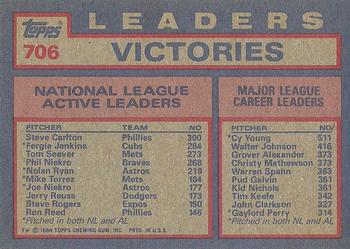 LEADERS
Topps
706
VICTORIES
NATIONAL LEAGUE
ACTIVE LEADERS
PITCHER TEAM NO
Steve Carlton Phillies 300
*Fergie Jenkins Cubs 284
Tom Seaver Mets 273
Phil Niekro Braves 268
*Nolan Ryan Astros 219
*Mike Torrez Mets 184
*Joe Niekro Astros 177
Jerry Reuss Dodgers 173
Steve Rogers Expos 150
Ron Reed Phillies 146
*Pitched in both NL and AL
MAJOR LEAGUE
CAREER LEADERS
PITCHER NO
*Cy Young 511
Walter Johnson 416
Grover Alexander 373
Christy Mathewson 373
Warren Spahn 363
Pud Galvin 361
Kid Nichols 361
Tim Keefe 342
John Clarkson 327
*Gaylord Perry 314
*Pitched in both NL and AL
© 1984 TOPPS CHEWING GUM, INC. PRTD. IN U.S.A.